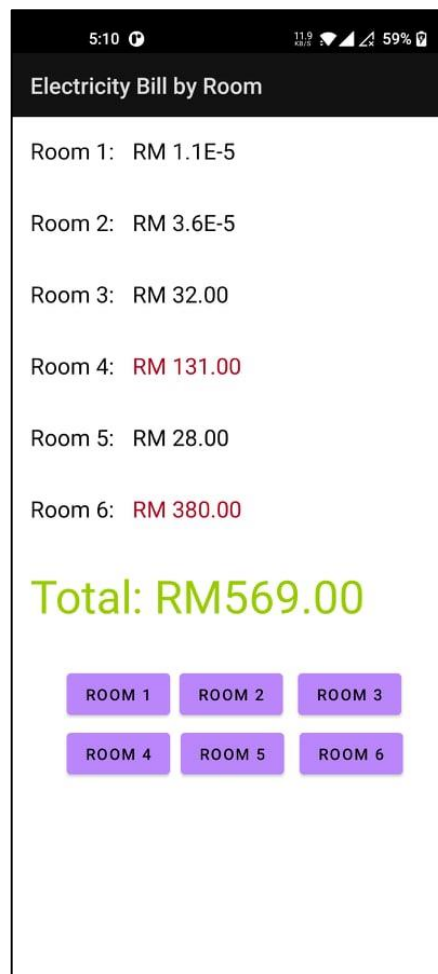 5:10 11.9 KB/S 59%
Electricity Bill by Room
Room 1: RM 1.1E-5
Room 2: RM 3.6E-5
Room 3: RM 32.00
Room 4: RM 131.00
Room 5: RM 28.00
Room 6: RM 380.00
Total: RM569.00
ROOM 1 ROOM 2 ROOM 3
ROOM 4 ROOM 5 ROOM 6